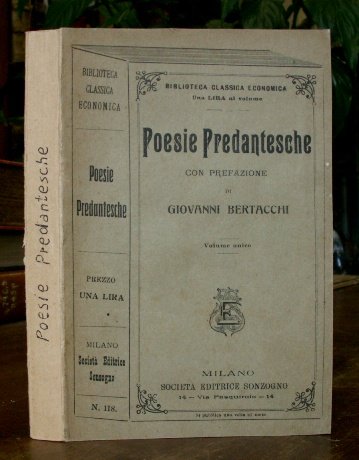 Poesie Predantesche
BIBLIOTECA
CLASSICA
ECONOMICA
Poesie
Predantesche
PREZZO
UNA LIRA
MILANO
Società Editrice
Sonzogno
N. 118.
BIBLIOTECA CLASSICA ECONOMICA
Una LIRA al volume
Poesie Predantesche
CON PREFAZIONE
DI
GIOVANNI BERTACCHI
Volume unico
MILANO
SOCIETÀ EDITRICE SONZOGNO
14 — Via Pasquirolo — 14